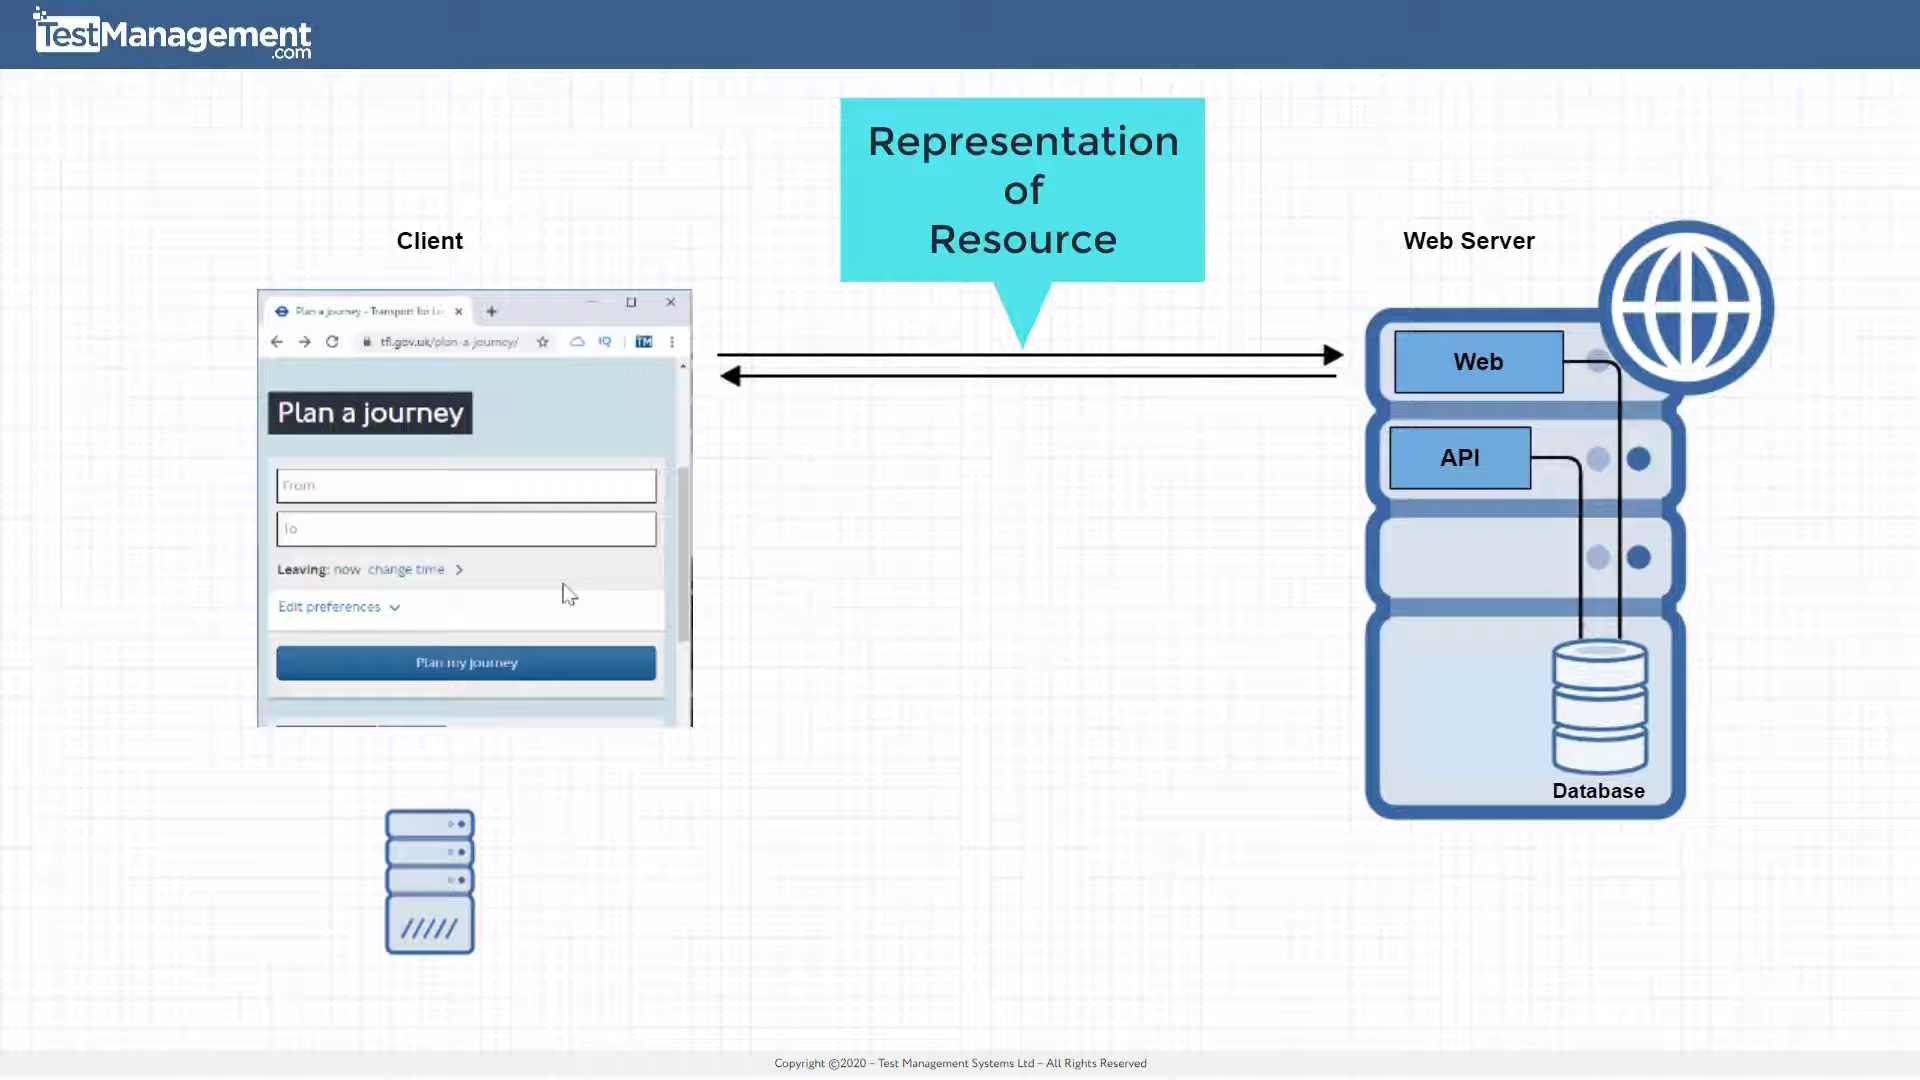 TestManagement
.com
Representation
of
Resource
Client
Web Server
Plan a journey - Transport for Lo
tfl.gov.uk/plan-a-journey/
IQ
TM
Web
Plan a journey
API
From
To
Leaving: now change time
Edit preferences
Plan my journey
Database
Copyright ©2020 – Test Management Systems Ltd – All Rights Reserved